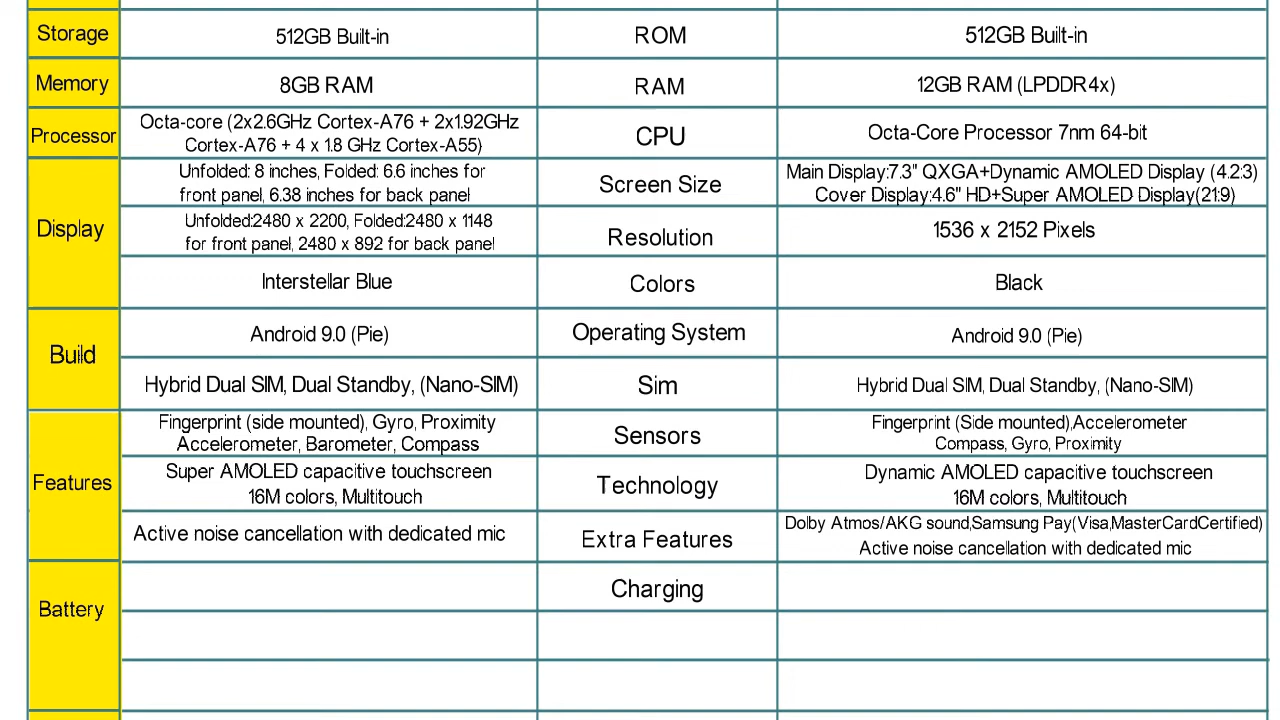 Storage 512GB Built-in ROM 512GB Built-in
Memory 8GB RAM RAM 12GB RAM (LPDDR4x)
Processor Octa-core (2x2.6GHz Cortex-A76 + 2x1.92GHz
Cortex-A76 + 4 x 1.8 GHz Cortex-A55) CPU Octa-Core Processor 7nm 64-bit
Display
Unfolded: 8 inches, Folded: 6.6 inches for
front panel, 6.38 inches for back panel
Screen Size
Main Display:7.3" QXGA+Dynamic AMOLED Display (4.2:3)
Cover Display:4.6" HD+Super AMOLED Display(21:9)
Unfolded:2480 x 2200, Folded:2480 x 1148
for front panel, 2480 x 892 for back panel
Resolution
1536 x 2152 Pixels
Interstellar Blue Colors Black
Build
Android 9.0 (Pie) Operating System Android 9.0 (Pie)
Hybrid Dual SIM, Dual Standby, (Nano-SIM) Sim Hybrid Dual SIM, Dual Standby, (Nano-SIM)
Features
Fingerprint (side mounted), Gyro, Proximity
Accelerometer, Barometer, Compass
Sensors
Fingerprint (Side mounted),Accelerometer
Compass, Gyro, Proximity
Super AMOLED capacitive touchscreen
16M colors, Multitouch
Technology
Dynamic AMOLED capacitive touchscreen
16M colors, Multitouch
Active noise cancellation with dedicated mic
Extra Features
Dolby Atmos/AKG sound,Samsung Pay(Visa,MasterCardCertified)
Active noise cancellation with dedicated mic
Battery
Charging